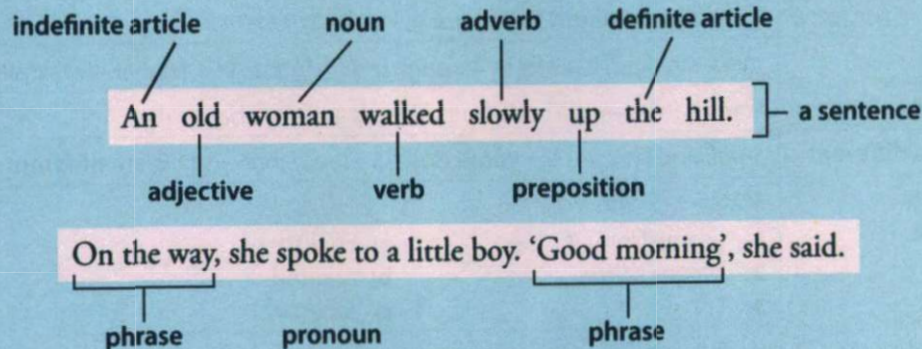 indefinite article noun adverb definite article
An old woman walked slowly up the hill. a sentence
adjective verb preposition
On the way, she spoke to a little boy. ‘Good morning’, she said.
phrase pronoun phrase